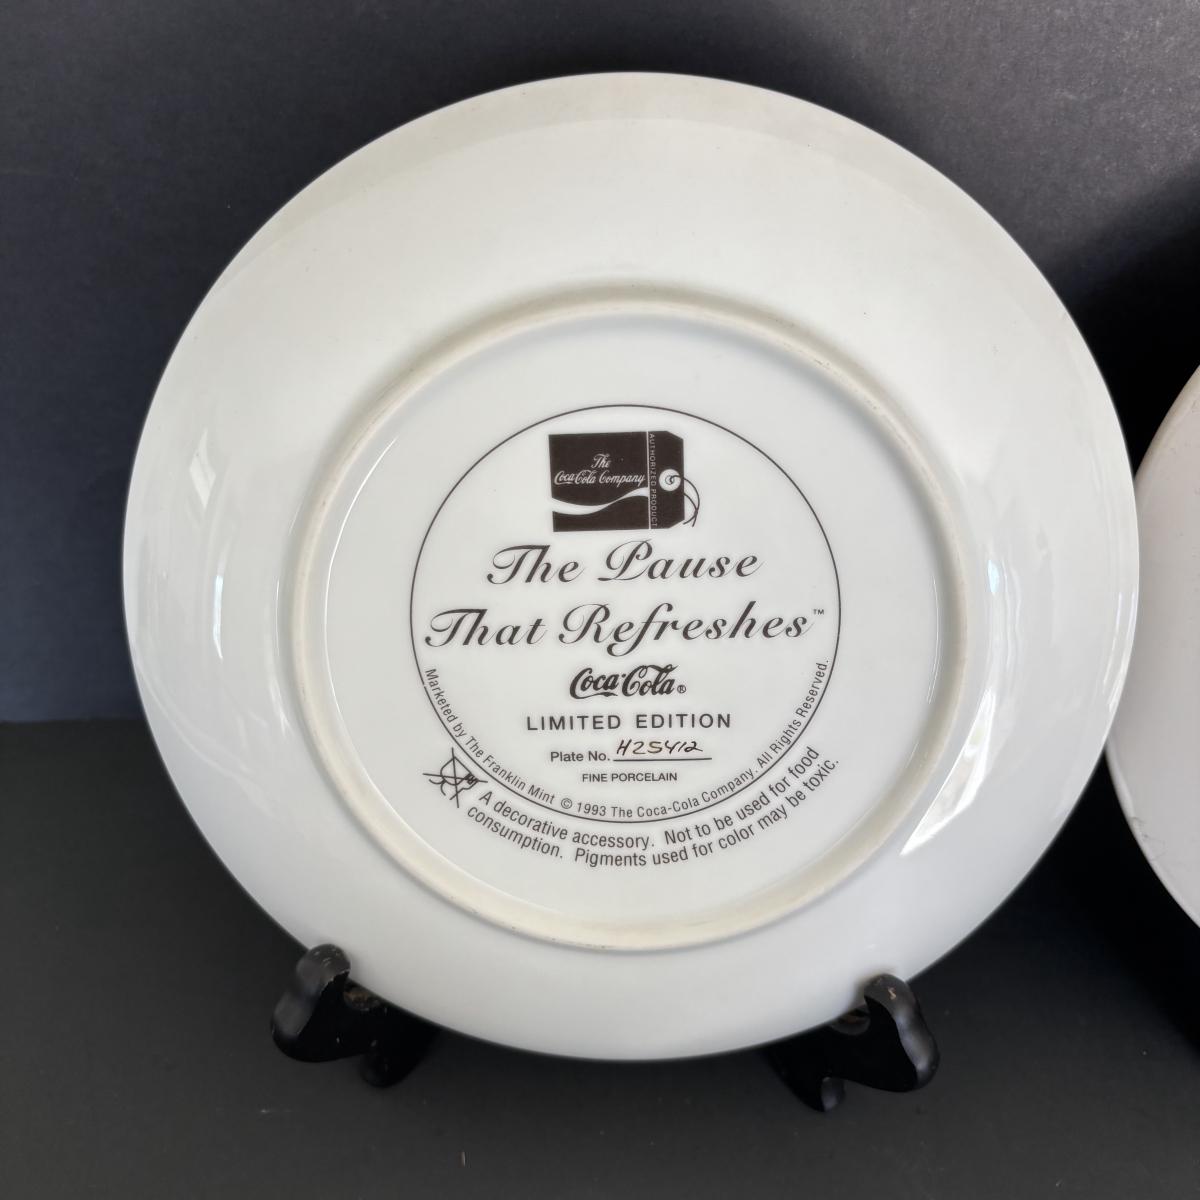 The
Coca-Cola Company
AUTHORIZED PRODUCT
The Pause
That Refreshes™
Coca-Cola®
LIMITED EDITION
Plate No. H25412
FINE PORCELAIN
Marketed by The Franklin Mint © 1993 The Coca-Cola Company. All Rights Reserved.
A decorative accessory. Not to be used for food
consumption. Pigments used for color may be toxic.